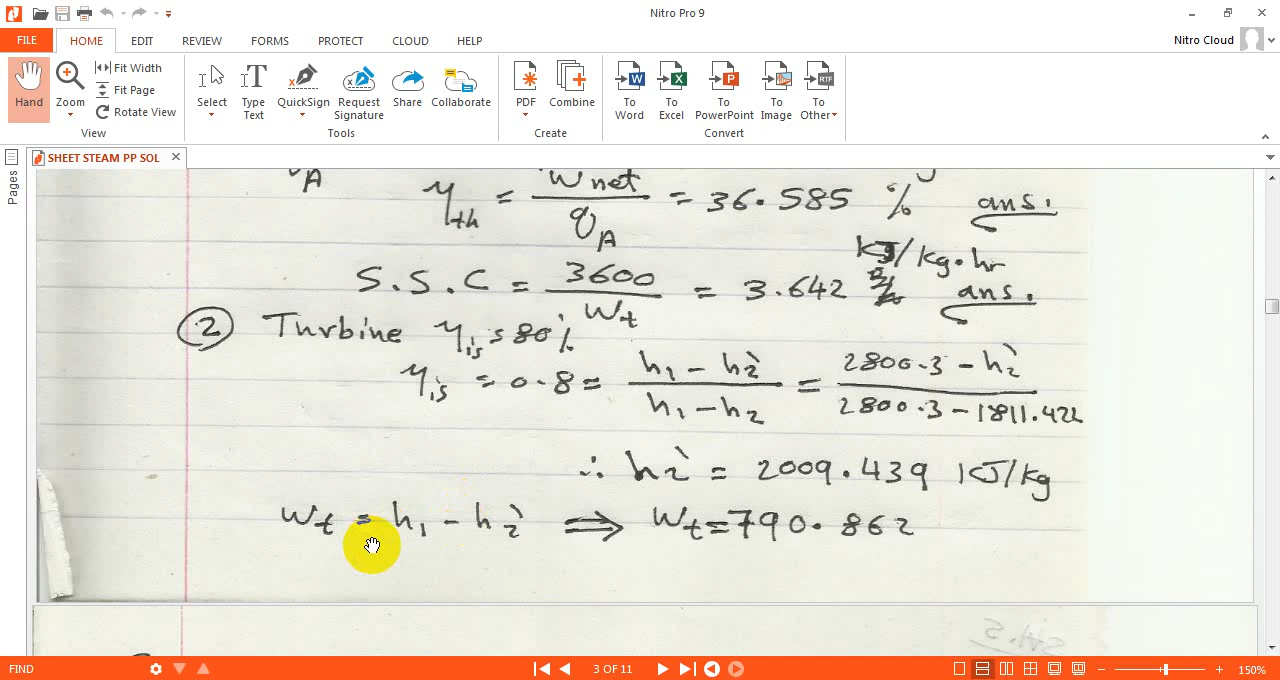 Nitro Pro 9
FILE HOME EDIT REVIEW FORMS PROTECT CLOUD HELP
Nitro Cloud
Hand Zoom Fit Width Fit Page Rotate View
Select Type Text QuickSign Request Signature Share Collaborate
PDF Combine
To Word To Excel To PowerPoint To Image To Other
View Tools Create Convert
SHEET STEAM PP SOL
Pages
η_th = W net / q_A = 36.585 % ans.
KJ/kg.hr
S.S.C = 3600 / W_t = 3.642 ans.
② Turbine η_is = 80%
η_is = 0.8 = (h₁ - h₂`) / (h₁ - h₂) = (2800.3 - h₂`) / (2800.3 - 1811.422
∴ h₂` = 2009.439 KJ/kg
W_t = h₁ - h₂` ⇒ W_t = 790.862
FIND
3 OF 11
150%